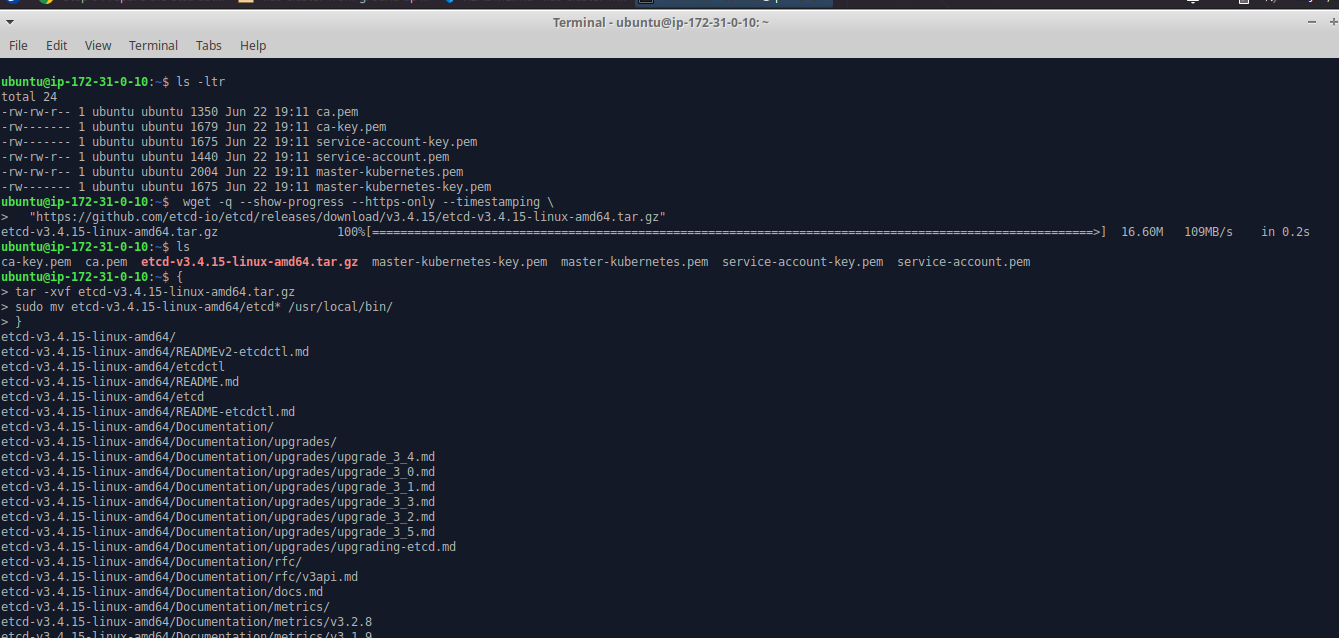 Terminal - ubuntu@ip-172-31-0-10: ~
File Edit View Terminal Tabs Help
ubuntu@ip-172-31-0-10:~$ ls -ltr
total 24
-rw-rw-r-- 1 ubuntu ubuntu 1350 Jun 22 19:11 ca.pem
-rw------- 1 ubuntu ubuntu 1679 Jun 22 19:11 ca-key.pem
-rw------- 1 ubuntu ubuntu 1675 Jun 22 19:11 service-account-key.pem
-rw-rw-r-- 1 ubuntu ubuntu 1440 Jun 22 19:11 service-account.pem
-rw-rw-r-- 1 ubuntu ubuntu 2004 Jun 22 19:11 master-kubernetes.pem
-rw------- 1 ubuntu ubuntu 1675 Jun 22 19:11 master-kubernetes-key.pem
ubuntu@ip-172-31-0-10:~$  wget -q --show-progress --https-only --timestamping \
>   "https://github.com/etcd-io/etcd/releases/download/v3.4.15/etcd-v3.4.15-linux-amd64.tar.gz"
etcd-v3.4.15-linux-amd64.tar.gz 100%[=======================================================================================================>] 16.60M 109MB/s in 0.2s
ubuntu@ip-172-31-0-10:~$ ls
ca-key.pem ca.pem etcd-v3.4.15-linux-amd64.tar.gz master-kubernetes-key.pem master-kubernetes.pem service-account-key.pem service-account.pem
ubuntu@ip-172-31-0-10:~$ {
> tar -xvf etcd-v3.4.15-linux-amd64.tar.gz
> sudo mv etcd-v3.4.15-linux-amd64/etcd* /usr/local/bin/
> }
etcd-v3.4.15-linux-amd64/
etcd-v3.4.15-linux-amd64/READMEv2-etcdctl.md
etcd-v3.4.15-linux-amd64/etcdctl
etcd-v3.4.15-linux-amd64/README.md
etcd-v3.4.15-linux-amd64/etcd
etcd-v3.4.15-linux-amd64/README-etcdctl.md
etcd-v3.4.15-linux-amd64/Documentation/
etcd-v3.4.15-linux-amd64/Documentation/upgrades/
etcd-v3.4.15-linux-amd64/Documentation/upgrades/upgrade_3_4.md
etcd-v3.4.15-linux-amd64/Documentation/upgrades/upgrade_3_0.md
etcd-v3.4.15-linux-amd64/Documentation/upgrades/upgrade_3_1.md
etcd-v3.4.15-linux-amd64/Documentation/upgrades/upgrade_3_3.md
etcd-v3.4.15-linux-amd64/Documentation/upgrades/upgrade_3_2.md
etcd-v3.4.15-linux-amd64/Documentation/upgrades/upgrade_3_5.md
etcd-v3.4.15-linux-amd64/Documentation/upgrades/upgrading-etcd.md
etcd-v3.4.15-linux-amd64/Documentation/rfc/
etcd-v3.4.15-linux-amd64/Documentation/rfc/v3api.md
etcd-v3.4.15-linux-amd64/Documentation/docs.md
etcd-v3.4.15-linux-amd64/Documentation/metrics/
etcd-v3.4.15-linux-amd64/Documentation/metrics/v3.2.8
etcd-v3.4.15-linux-amd64/Documentation/metrics/v3.1.9